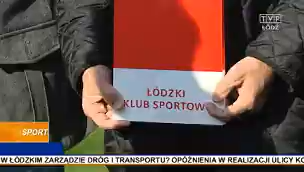 TVP
ŁÓDŹ
ŁÓDZKI
KLUB SPORTOWY
SPORT
W ŁÓDZKIM ZARZĄDZIE DRÓG I TRANSPORTU? OPÓŹNIENIA W REALIZACJI ULICY